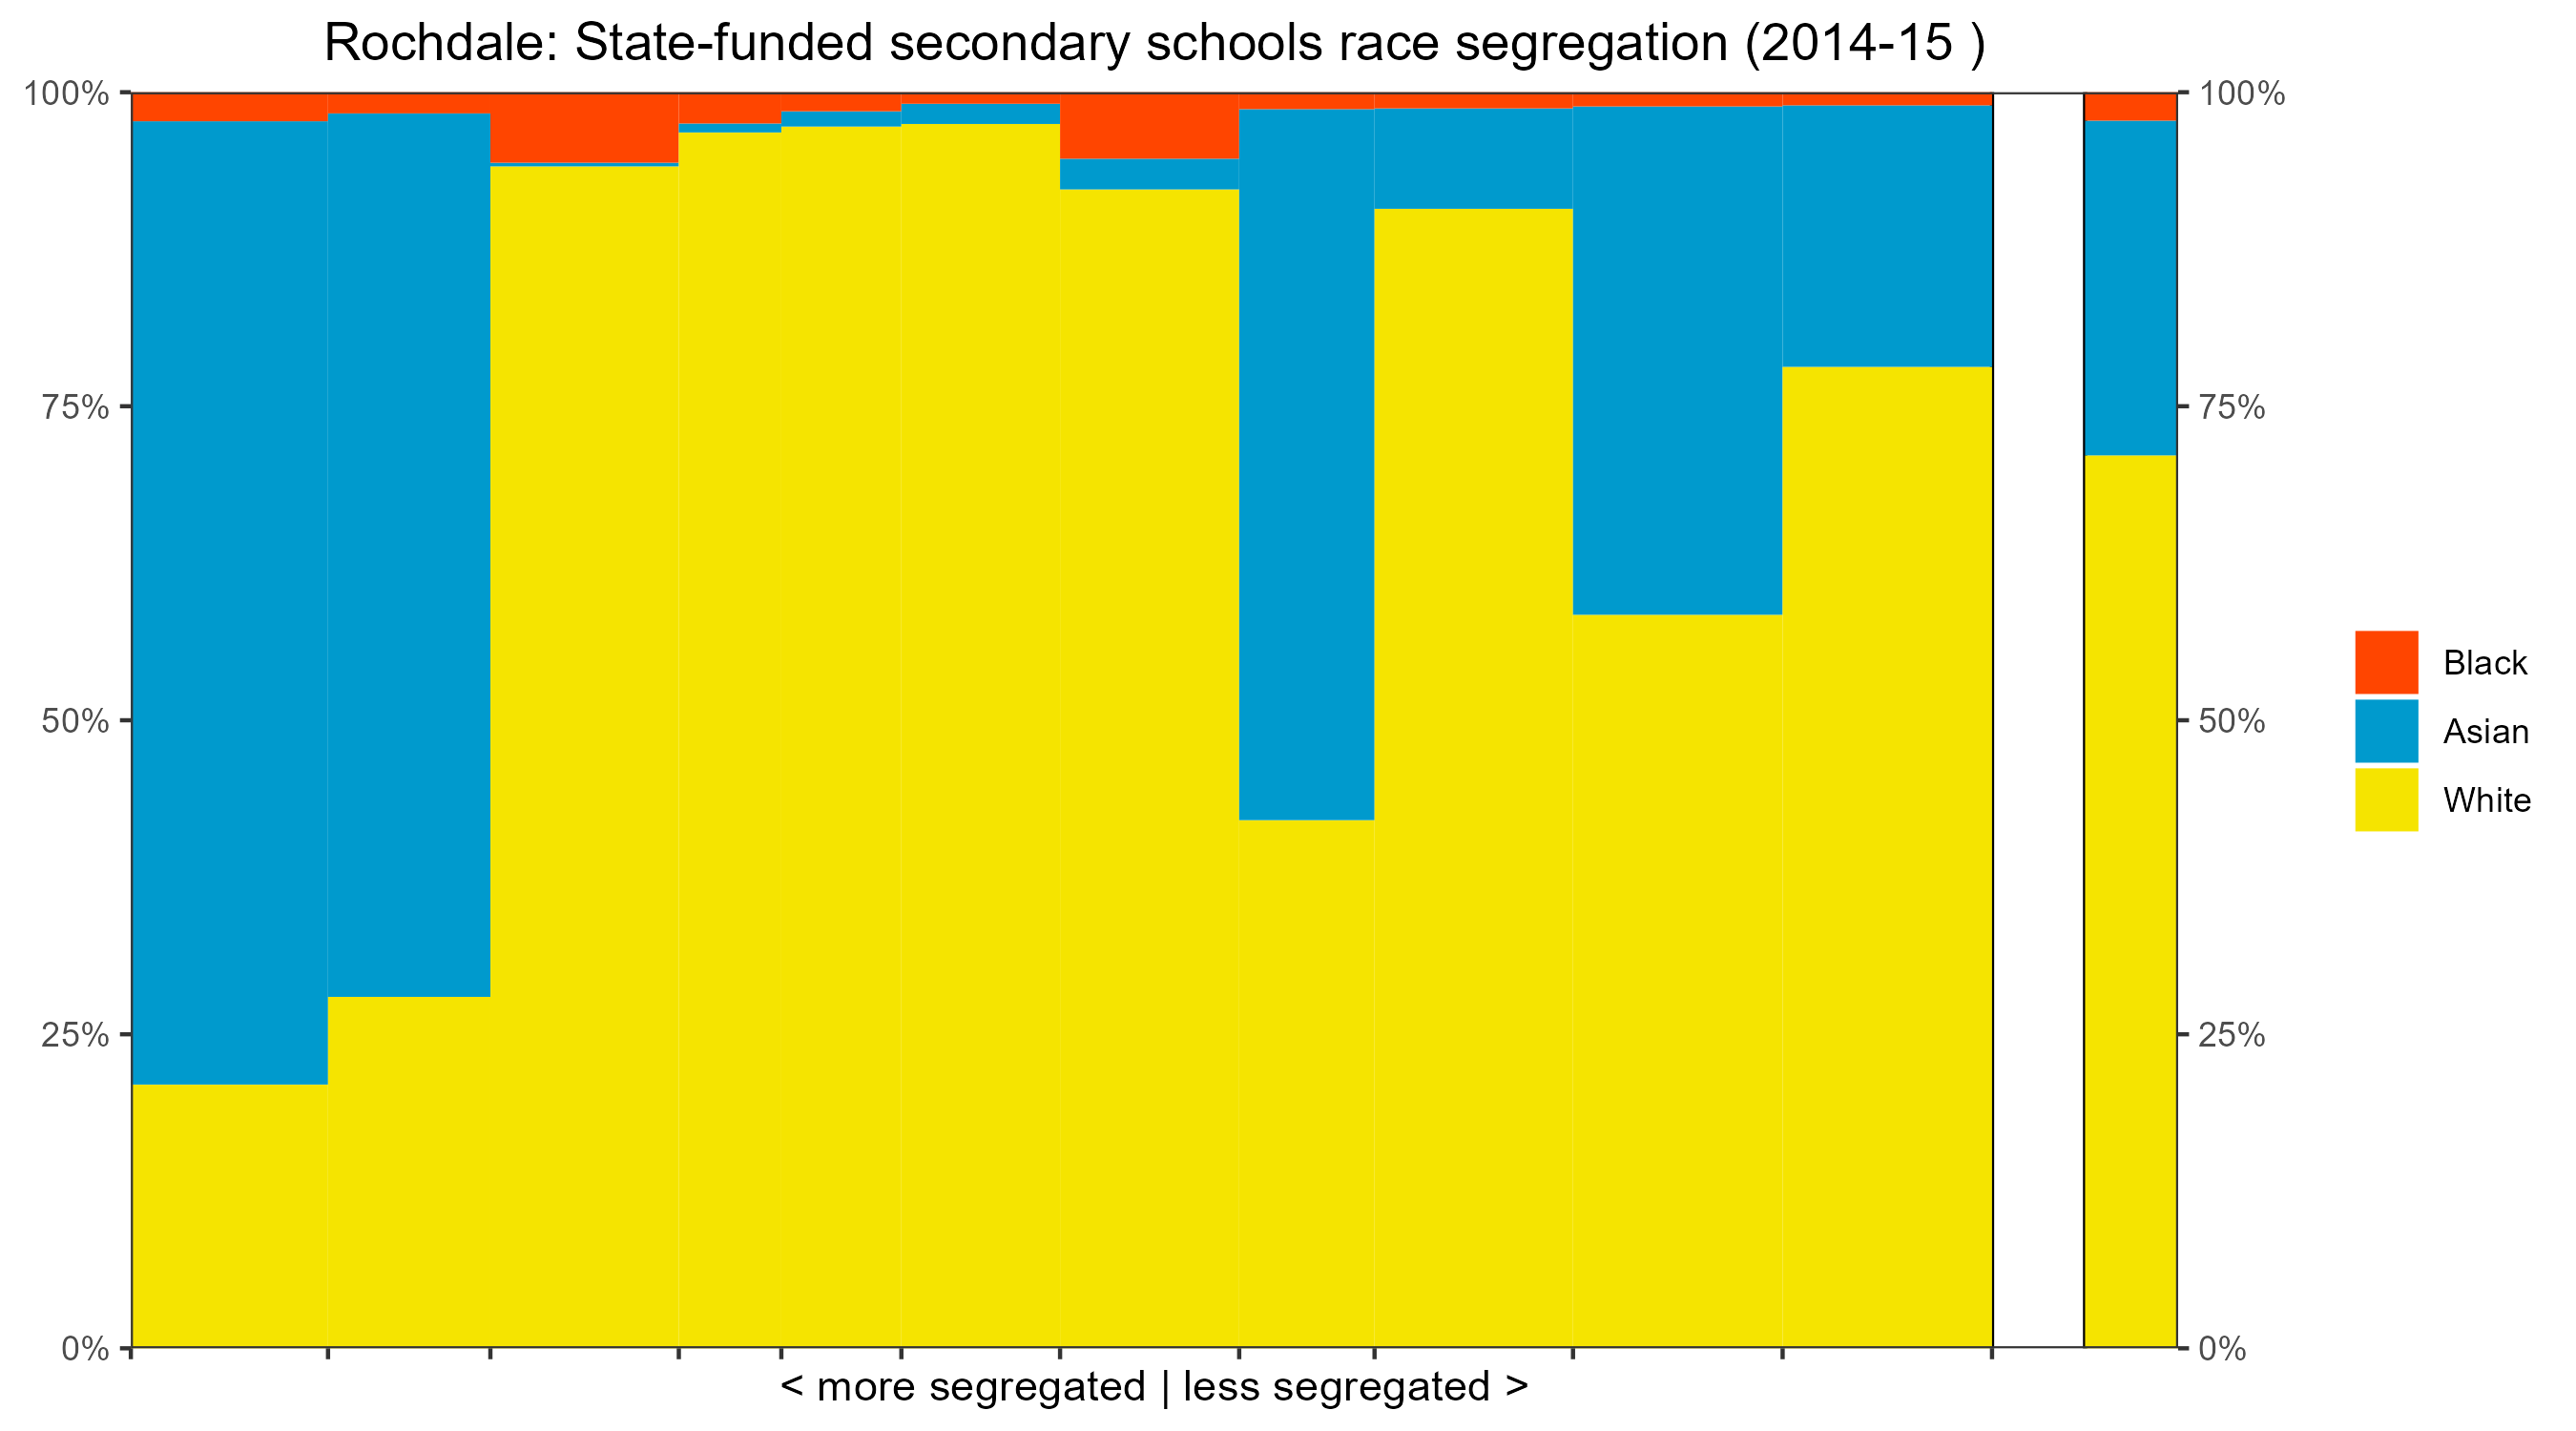 Rochdale: State-funded secondary schools race segregation (2014-15 )
100%
75%
50%
25%
0%
100%
75%
50%
25%
0%
Black
Asian
White
< more segregated | less segregated >